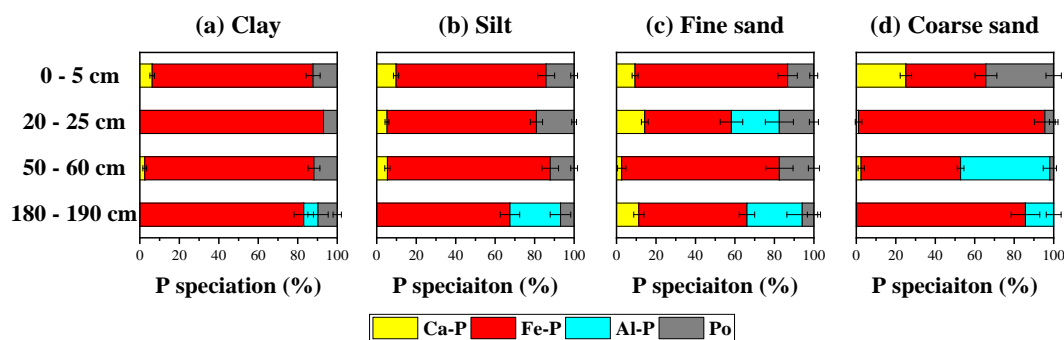 (a) Clay (b) Silt (c) Fine sand (d) Coarse sand
0 - 5 cm
20 - 25 cm
50 - 60 cm
180 - 190 cm
0 20 40 60 80 100 0 20 40 60 80 100 0 20 40 60 80 100 0 20 40 60 80 100
P speciation (%) P speciaiton (%) P speciaiton (%) P speciaiton (%)
Ca-P Fe-P Al-P Po